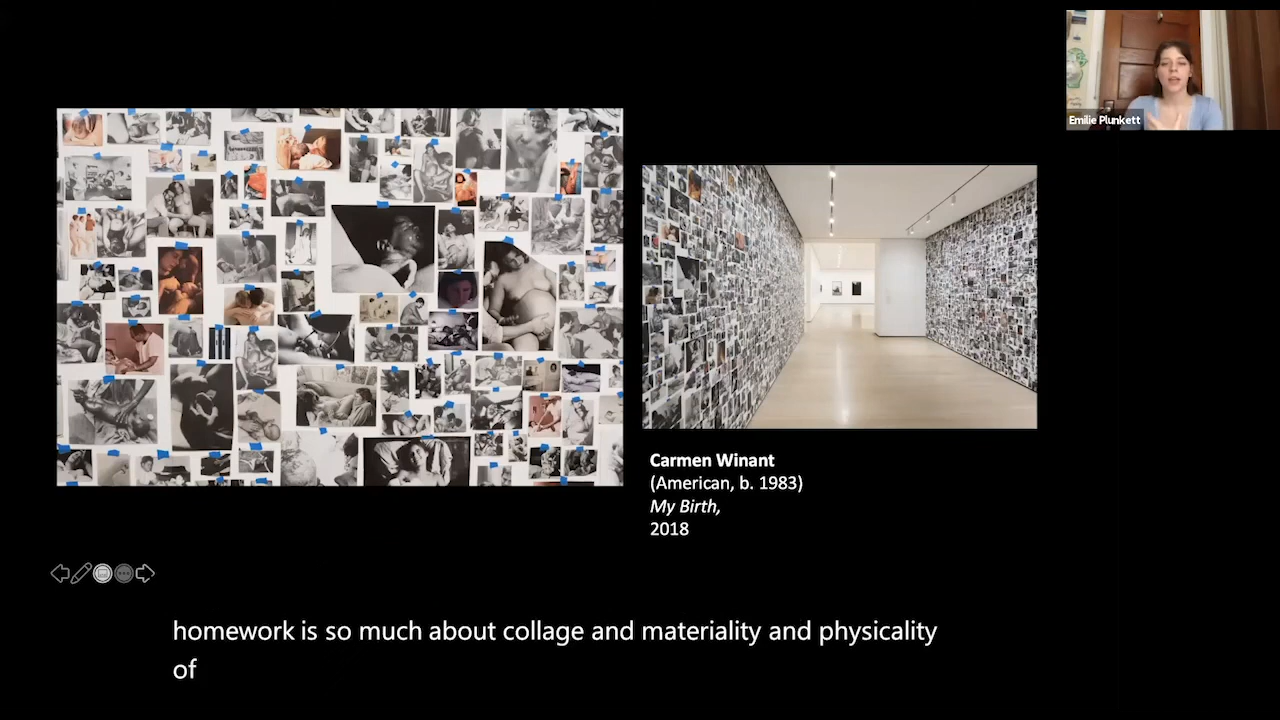 Emilie Plunkett
Carmen Winant
(American, b. 1983)
My Birth,
2018
homework is so much about collage and materiality and physicality
of